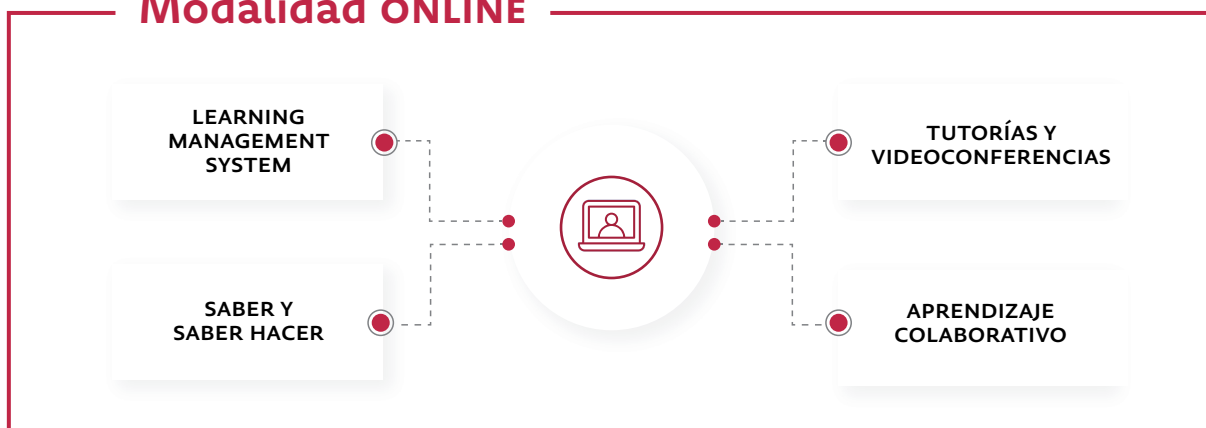 Modalidad ONLINE
LEARNING
MANAGEMENT
SYSTEM
TUTORÍAS Y
VIDEOCONFERENCIAS
SABER Y
SABER HACER
APRENDIZAJE
COLABORATIVO